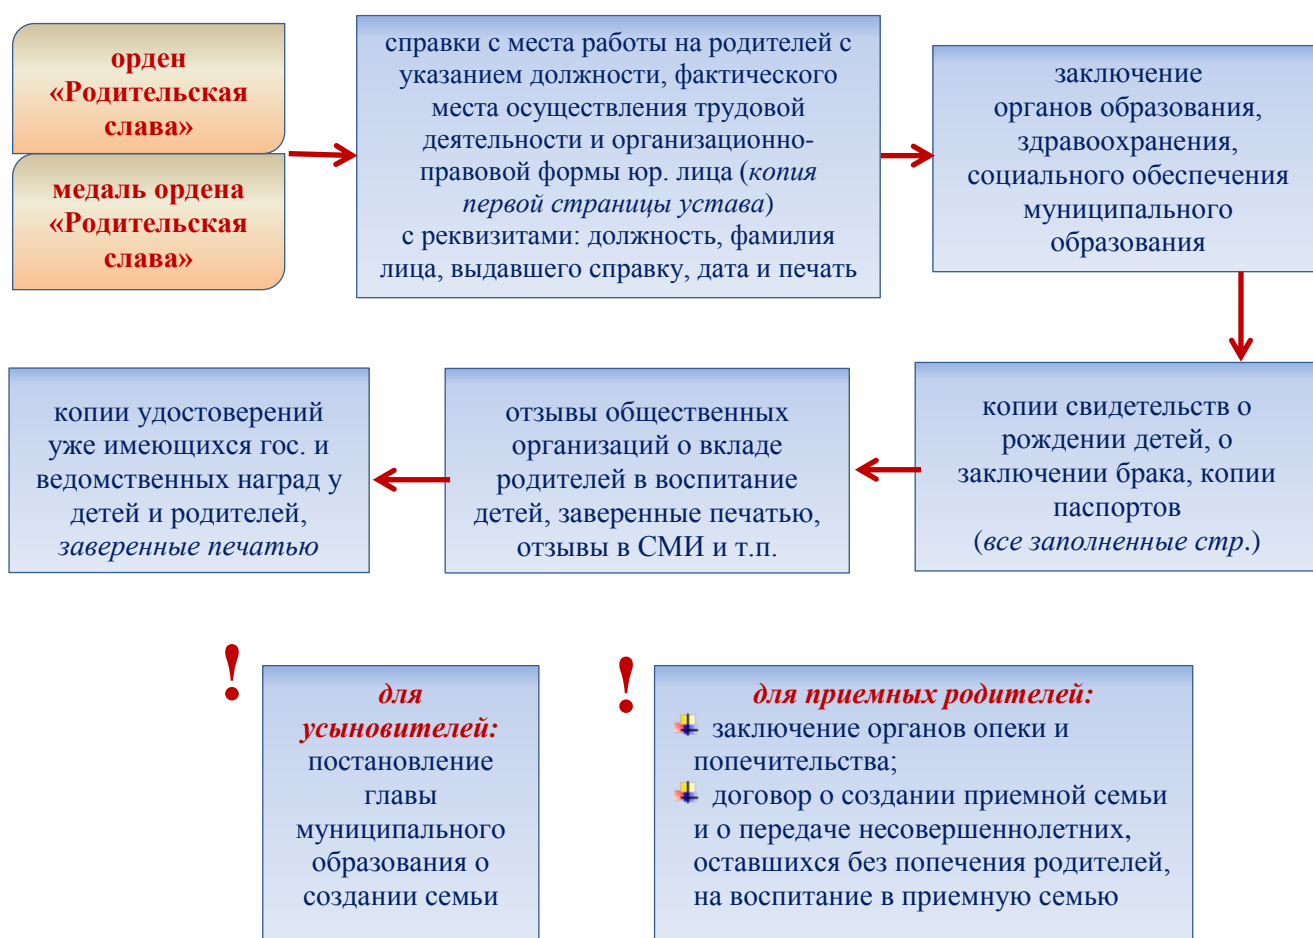 орден
«Родительская
слава»
медаль ордена
«Родительская
слава»
справки с места работы на родителей с
указанием должности, фактического
места осуществления трудовой
деятельности и организационно-
правовой формы юр. лица (копия
первой страницы устава)
с реквизитами: должность, фамилия
лица, выдавшего справку, дата и печать
заключение
органов образования,
здравоохранения,
социального обеспечения
муниципального
образования
копии свидетельств о
рождении детей, о
заключении брака, копии
паспортов
(все заполненные стр.)
отзывы общественных
организаций о вкладе
родителей в воспитание
детей, заверенные печатью,
отзывы в СМИ и т.п.
копии удостоверений
уже имеющихся гос. и
ведомственных наград у
детей и родителей,
заверенные печатью
!
для
усыновителей:
постановление
главы
муниципального
образования о
создании семьи
!
для приемных родителей:
заключение органов опеки и
попечительства;
договор о создании приемной семьи
и о передаче несовершеннолетних,
оставшихся без попечения родителей,
на воспитание в приемную семью